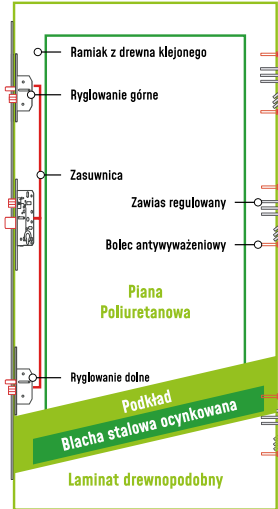 Ramiak z drewna klejonego
Ryglowanie górne
Zasuwnica
Zawias regulowany
Bolec antywyważeniowy
Piana
Poliuretanowa
Ryglowanie dolne
Podkład
Blacha stalowa ocynkowana
Laminat drewnopodobny